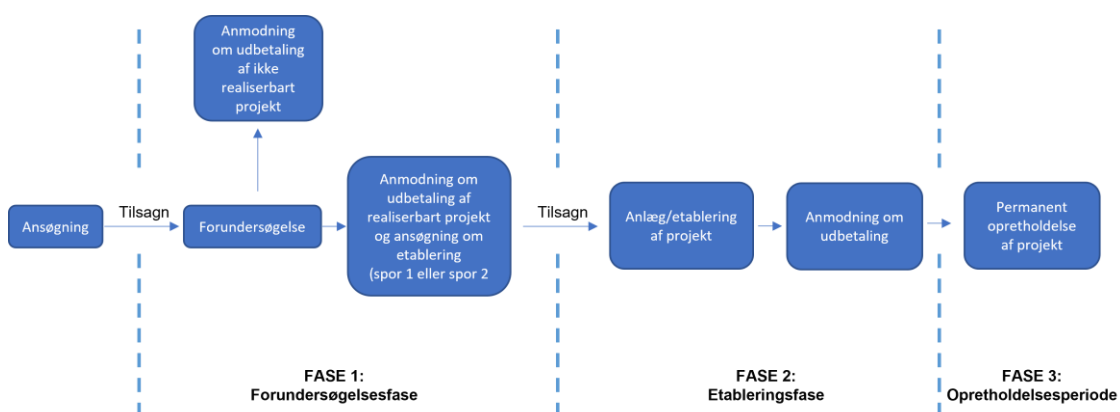 Anmodning
om udbetaling
af ikke
realiserbart
projekt
Ansøgning
Tilsagn
Forundersøgelse
Anmodning om
udbetaling af
realiserbart projekt
og ansøgning om
etablering
(spor 1 eller spor 2
Tilsagn
Anlæg/etablering
af projekt
Anmodning om
udbetaling
Permanent
opretholdelse
af projekt
FASE 1:
Forundersøgelsesfase
FASE 2:
Etableringsfase
FASE 3:
Opretholdelsesperiode